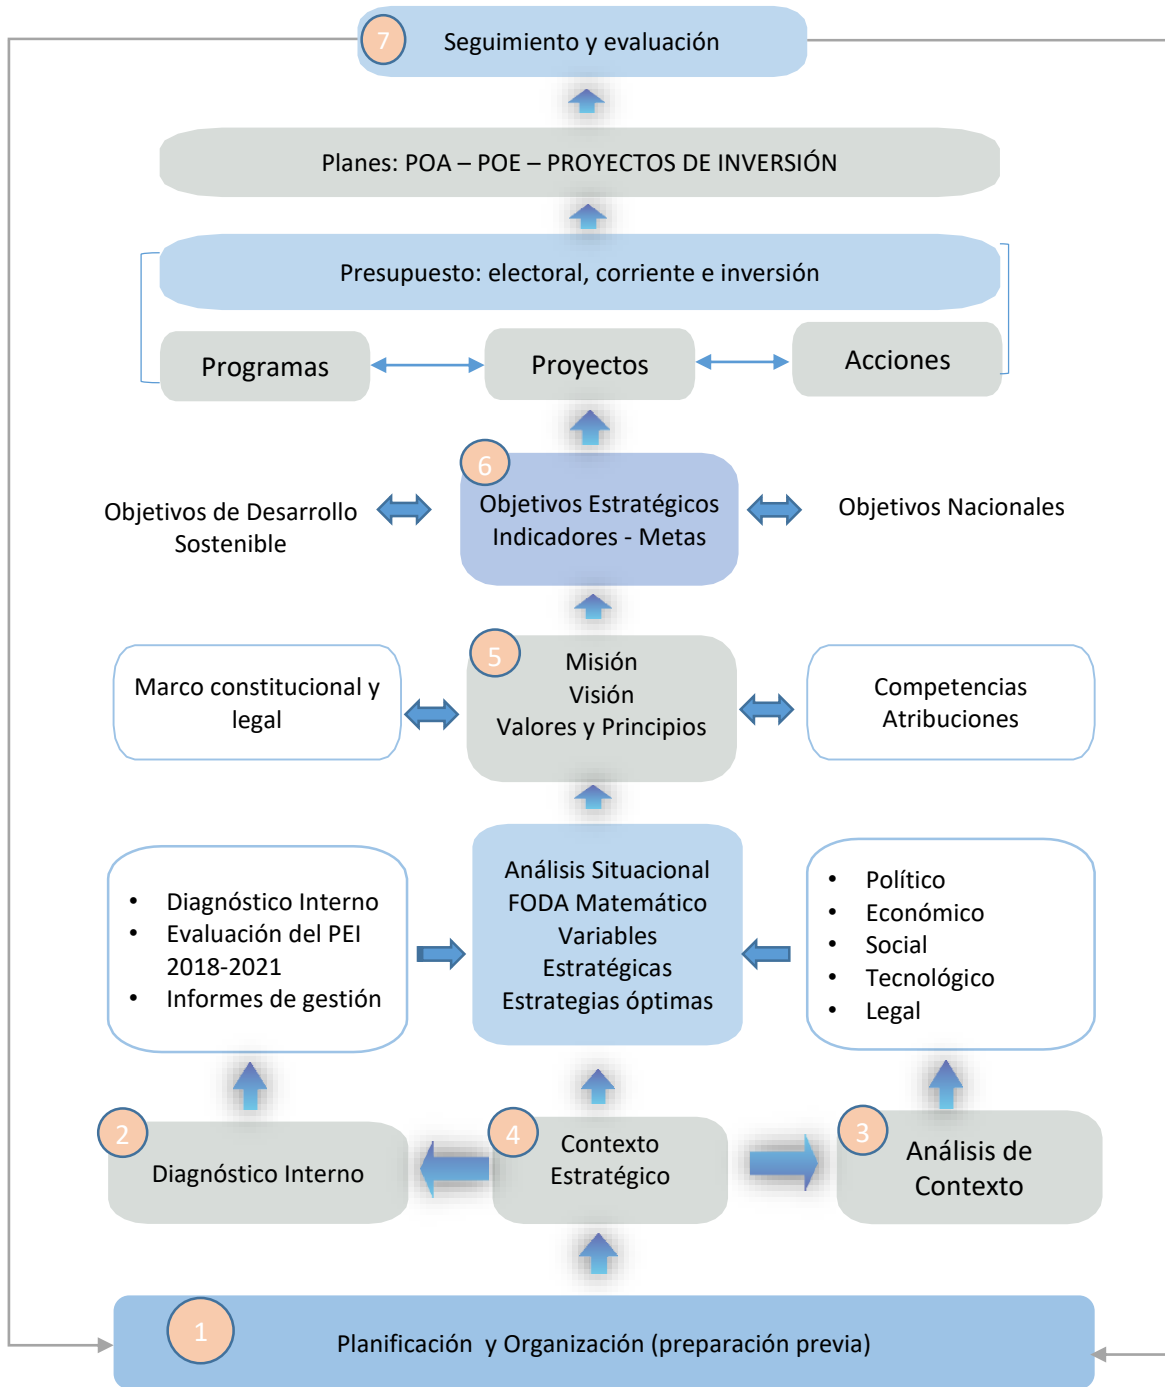 7
Seguimiento y evaluación
Planes: POA – POE – PROYECTOS DE INVERSIÓN
Presupuesto: electoral, corriente e inversión
Programas
Proyectos
Acciones
6
Objetivos de Desarrollo
Sostenible
Objetivos Estratégicos
Indicadores - Metas
Objetivos Nacionales
5
Marco constitucional y
legal
Misión
Visión
Valores y Principios
Competencias
Atribuciones
• Diagnóstico Interno
• Evaluación del PEI
2018-2021
• Informes de gestión
Análisis Situacional
FODA Matemático
Variables
Estratégicas
Estrategias óptimas
• Político
• Económico
• Social
• Tecnológico
• Legal
2
Diagnóstico Interno
4
Contexto
Estratégico
3
Análisis de
Contexto
1
Planificación y Organización (preparación previa)